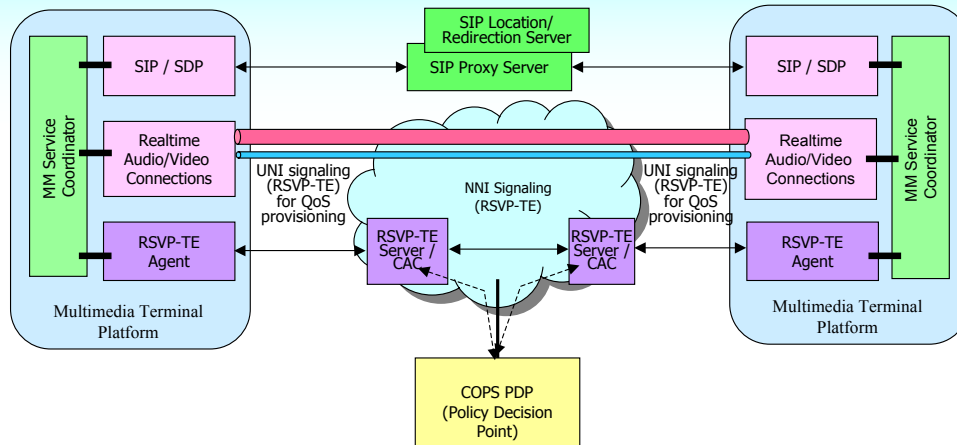 SIP Location/
Redirection Server
SIP Proxy Server
MM Service
Coordinator
SIP / SDP
Realtime
Audio/Video
Connections
RSVP-TE
Agent
Multimedia Terminal
Platform
UNI signaling
(RSVP-TE)
for QoS
provisioning
NNI Signaling
(RSVP-TE)
UNI signaling
(RSVP-TE)
for QoS
provisioning
RSVP-TE
Server /
CAC
RSVP-TE
Server /
CAC
SIP / SDP
Realtime
Audio/Video
Connections
RSVP-TE
Agent
MM Service
Coordinator
Multimedia Terminal
Platform
COPS PDP
(Policy Decision
Point)